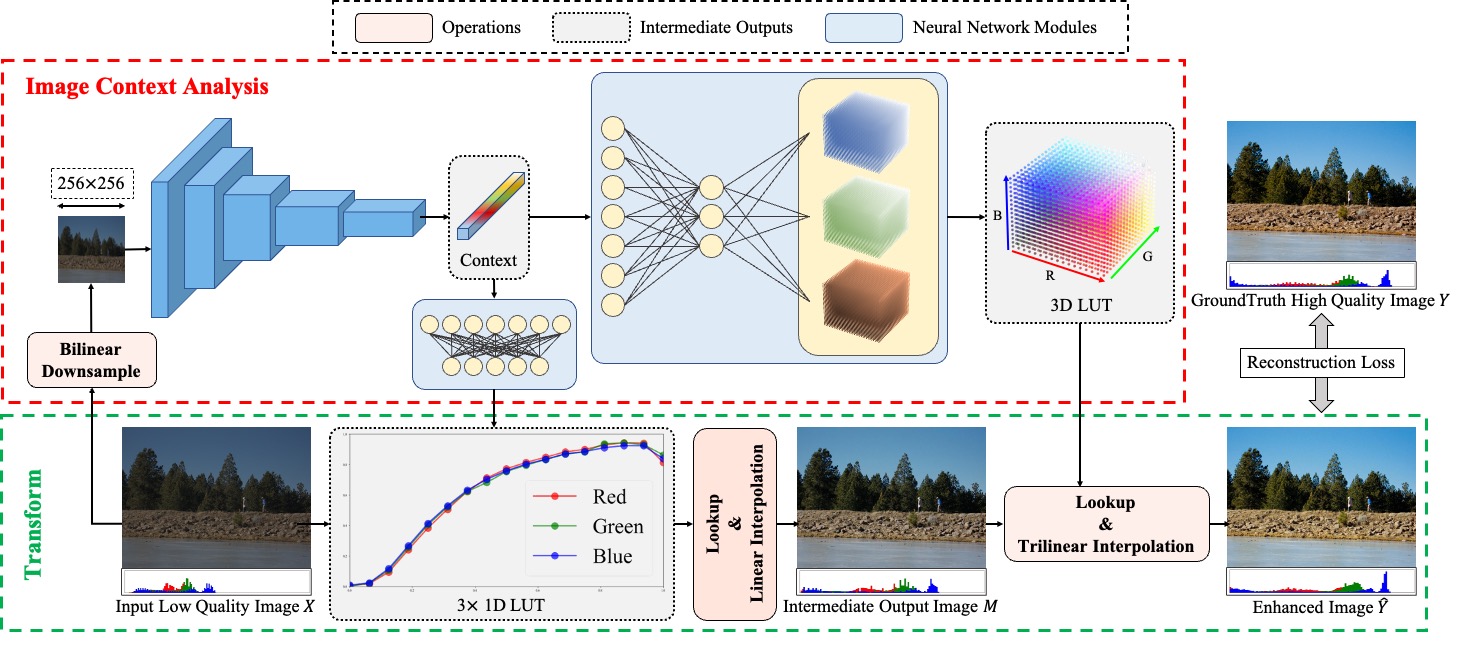 Operations
Intermediate Outputs
Neural Network Modules
Image Context Analysis
256×256
Context
B
R
G
3D LUT
GroundTruth High Quality Image Y
Reconstruction Loss
Bilinear
Downsample
Transform
Input Low Quality Image X
Red
Green
Blue
3× 1D LUT
Lookup
&
Linear Interpolation
Intermediate Output Image M
Lookup
&
Trilinear Interpolation
Enhanced Image Ŷ